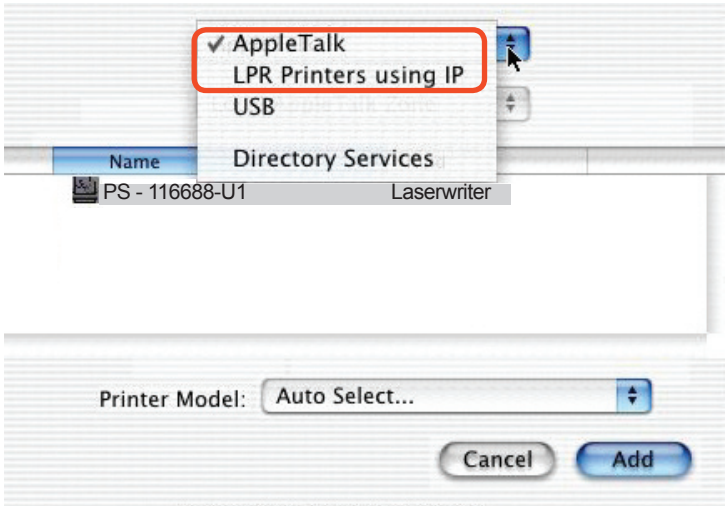 ✓ AppleTalk
LPR Printers using IP
USB
Directory Services
Name
PS - 116688-U1 Laserwriter
Printer Model: Auto Select...
Cancel Add